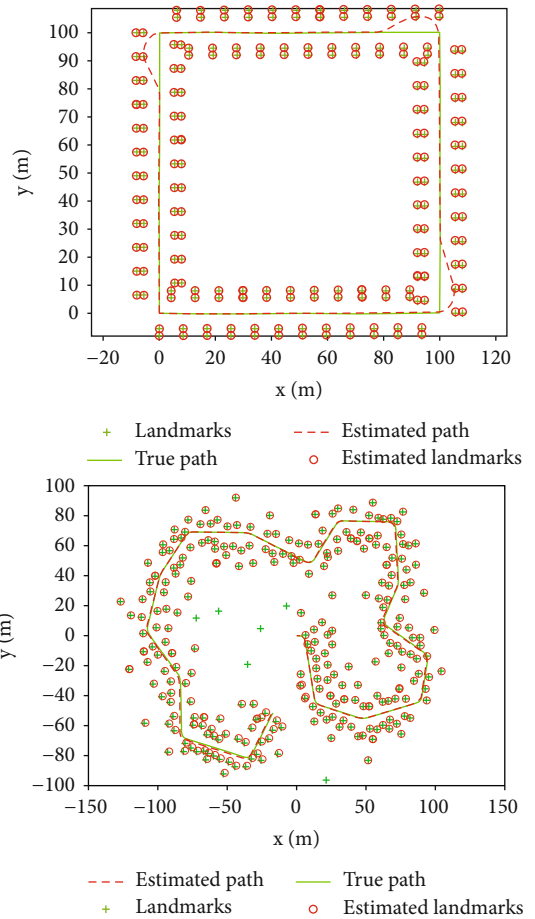 100
90
80
70
60
50
40
30
20
10
0
y (m)
−20 0 20 40 60 80 100 120
x (m)
+ Landmarks --- Estimated path
— True path o Estimated landmarks
100
80
60
40
20
0
−20
−40
−60
−80
−100
y (m)
−150 −100 −50 0 50 100 150
x (m)
--- Estimated path — True path
+ Landmarks o Estimated landmarks